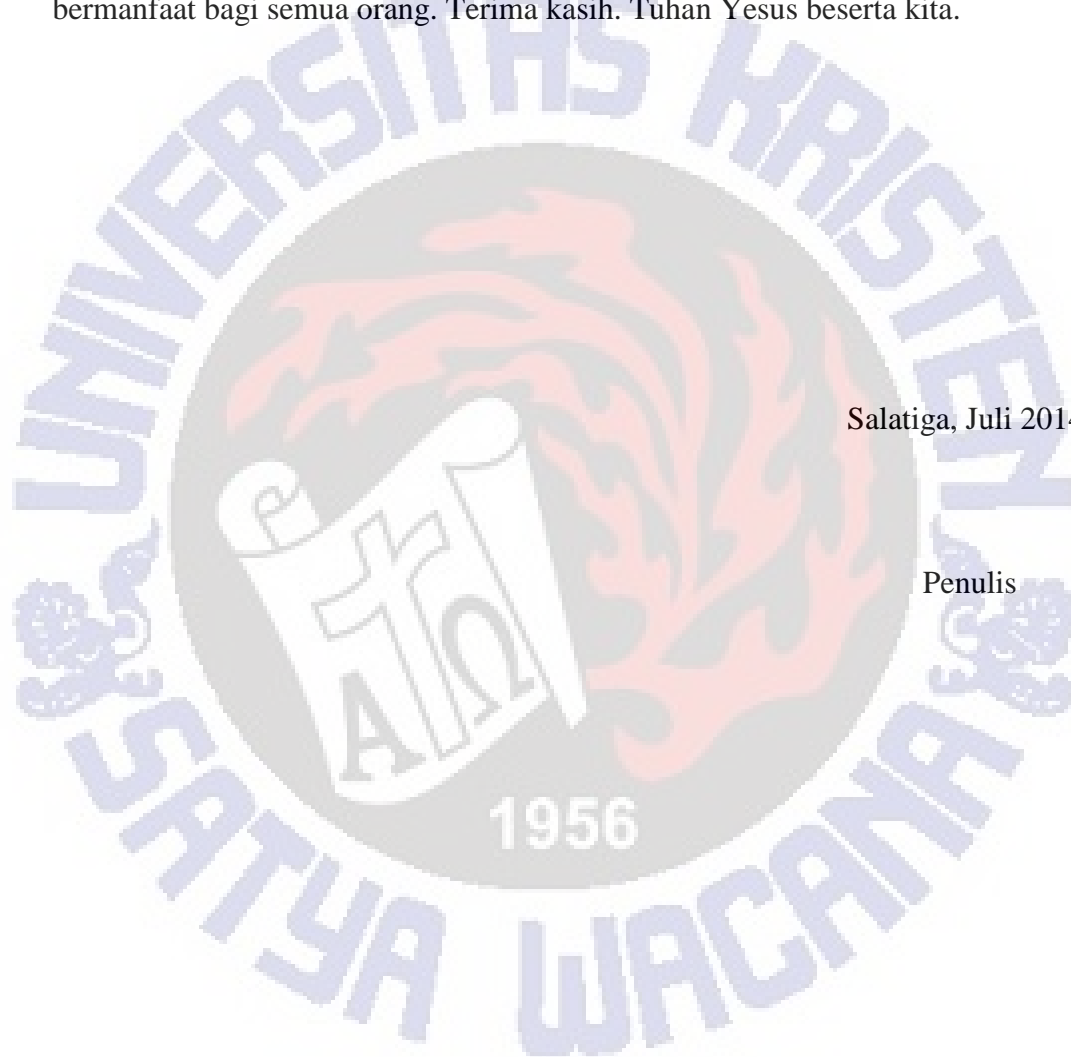 bermanfaat bagi semua orang. Terima kasih. Tuhan Yesus beserta kita.
UNIVERSITAS KRISTEN
Salatiga, Juli 2014
Penulis
Α Ω
1956
SATYA WACANA